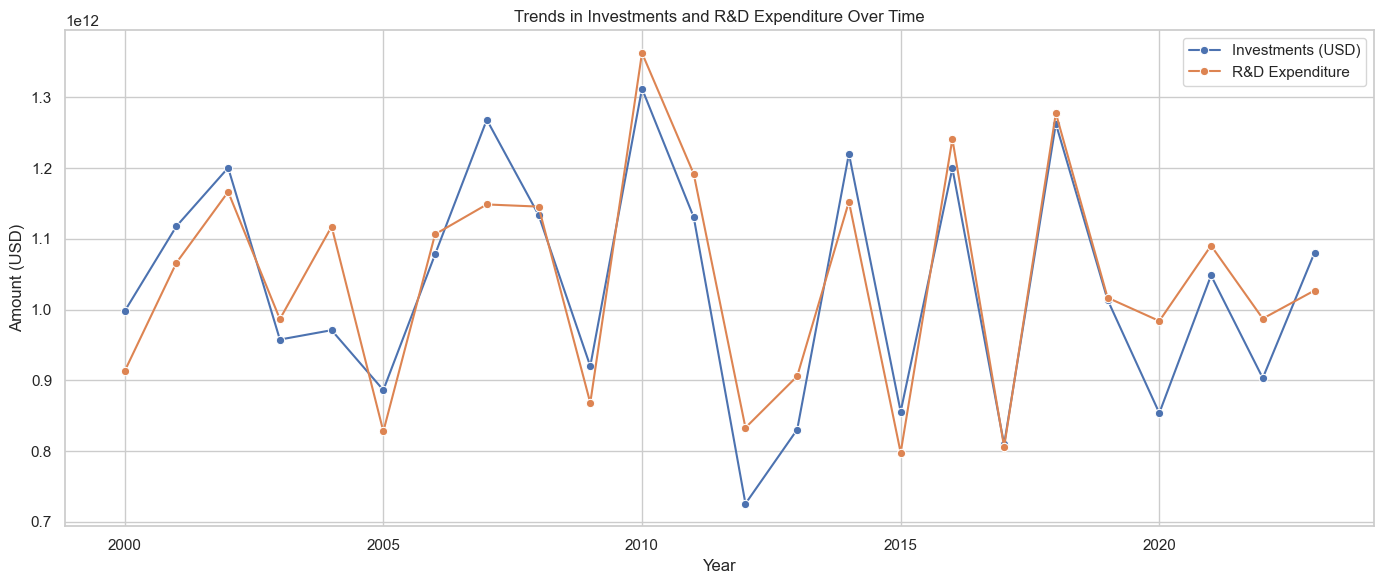 Trends in Investments and R&D Expenditure Over Time
1e12
Investments (USD)
R&D Expenditure
1.3
1.2
1.1
1.0
0.9
0.8
0.7
Amount (USD)
2000
2005
2010
2015
2020
Year